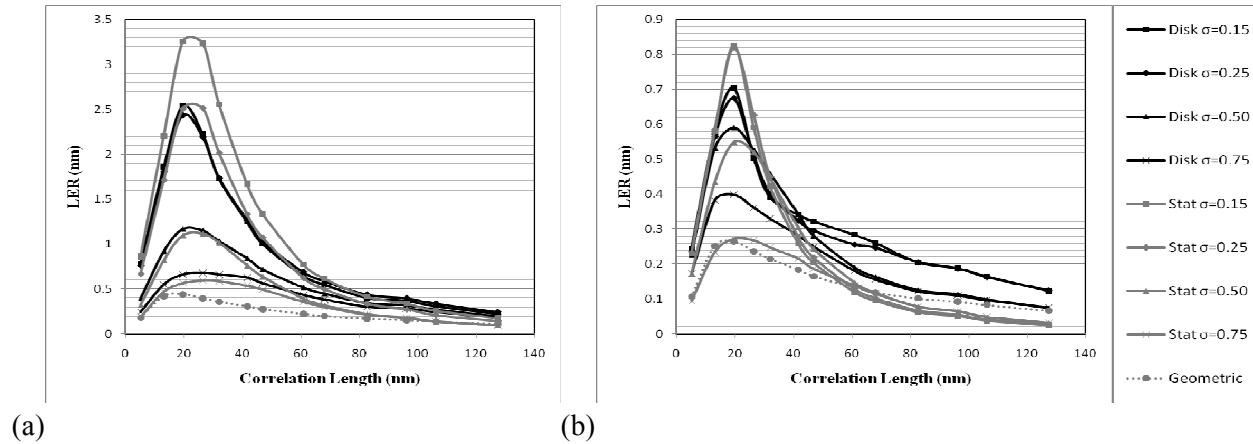 3.5
3
2.5
2
1.5
1
0.5
0
LER (nm)
0 20 40 60 80 100 120 140
Correlation Length (nm)
(a)
0.9
0.8
0.7
0.6
0.5
0.4
0.3
0.2
0.1
0
LER (nm)
0 20 40 60 80 100 120 140
Correlation Length (nm)
(b)
Disk σ=0.15
Disk σ=0.25
Disk σ=0.50
Disk σ=0.75
Stat σ=0.15
Stat σ=0.25
Stat σ=0.50
Stat σ=0.75
Geometric